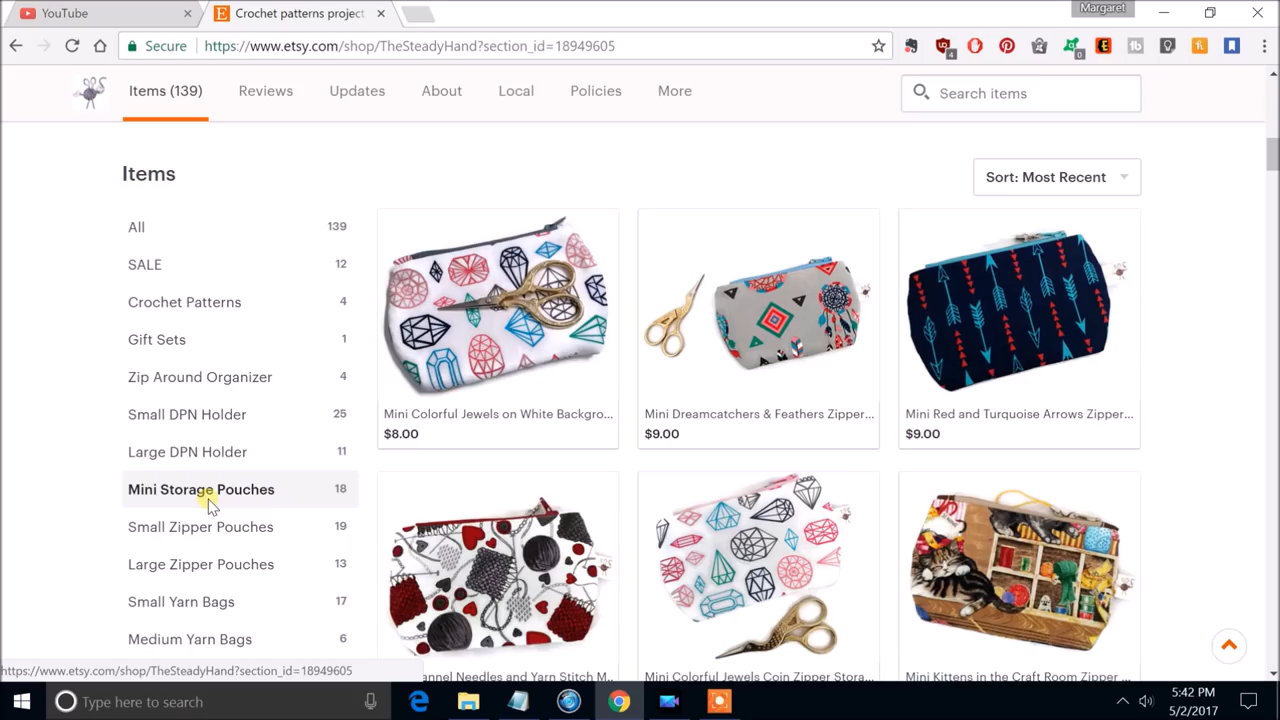 YouTube
Crochet patterns project
Margaret
Secure
https://www.etsy.com/shop/TheSteadyHand?section_id=18949605
4
0
Items (139)
Reviews
Updates
About
Local
Policies
More
Search items
Items
Sort: Most Recent
All 139
SALE 12
Crochet Patterns 4
Gift Sets 1
Zip Around Organizer 4
Small DPN Holder 25
Large DPN Holder 11
Mini Storage Pouches 18
Small Zipper Pouches 19
Large Zipper Pouches 13
Small Yarn Bags 17
Medium Yarn Bags 6
Mini Colorful Jewels on White Backgro...
$8.00
Mini Dreamcatchers & Feathers Zipper...
$9.00
Mini Red and Turquoise Arrows Zipper...
$9.00
Needles and Yarn Stitch M...
Mini Colorful Jewels Coin Zipper Stora...
Mini Kittens in the Craft Room Zipper ...
https://www.etsy.com/shop/TheSteadyHand?section_id=18949605
Type here to search
5:42 PM
5/2/2017